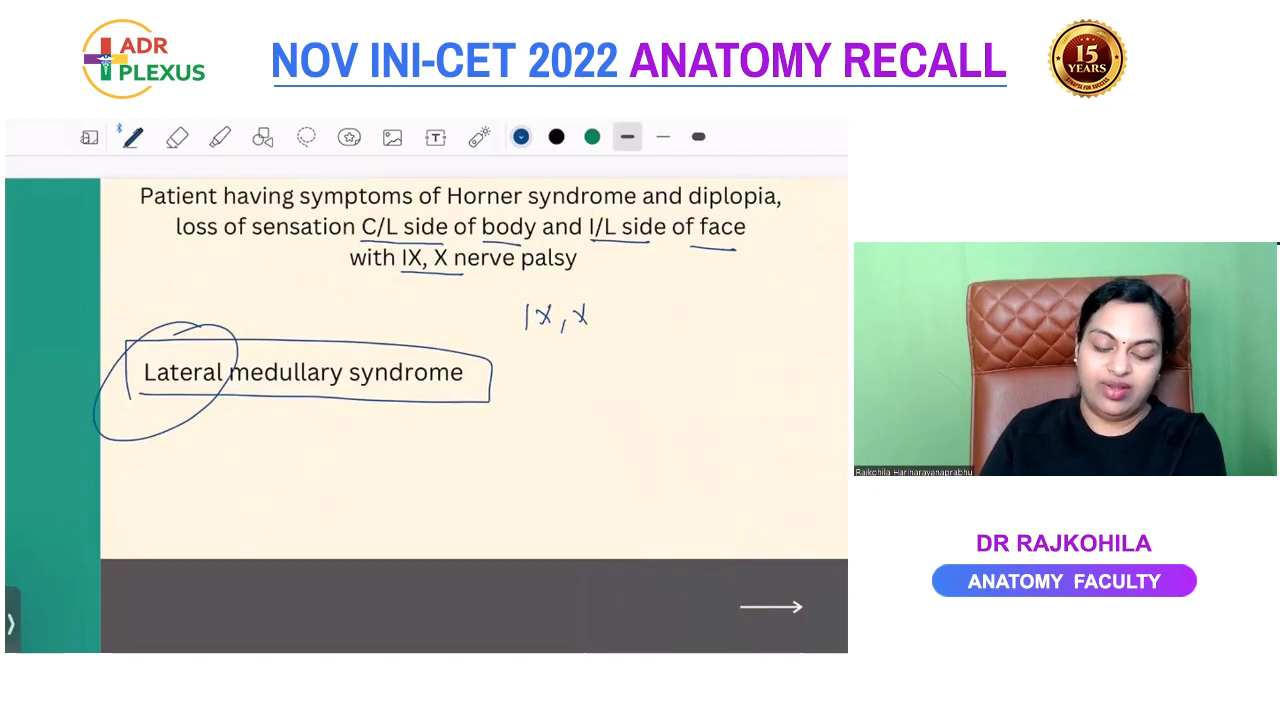 ADR
PLEXUS
NOV INI-CET 2022 ANATOMY RECALL
15
YEARS
T
Patient having symptoms of Horner syndrome and diplopia,
loss of sensation C/L side of body and I/L side of face
with IX, X nerve palsy
IX, X
Lateral medullary syndrome
Rajkohila Harinarayanaprabhu
DR RAJKOHILA
ANATOMY FACULTY